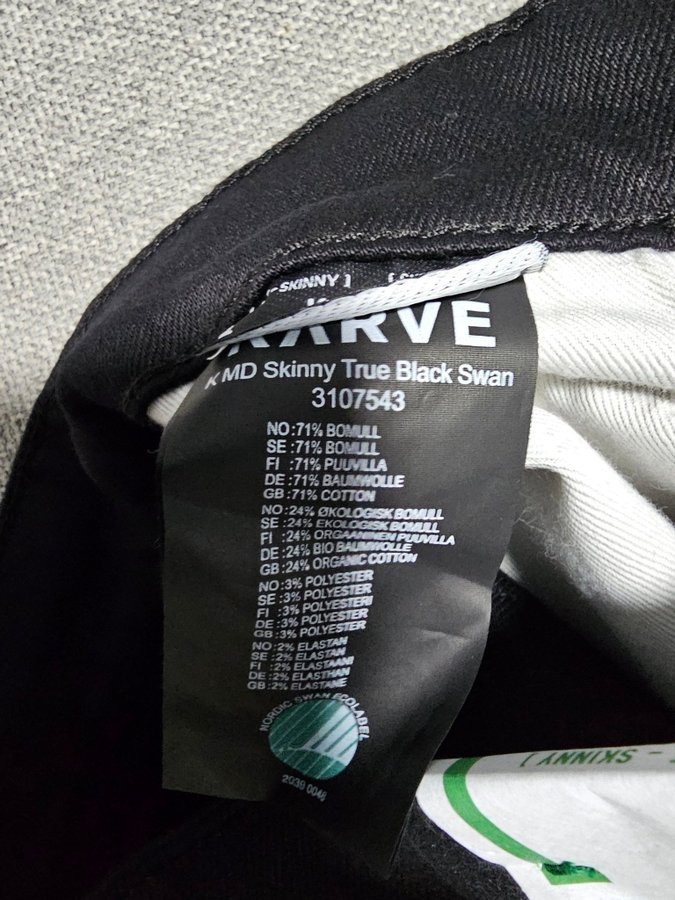 SKINNY ]
KARVE
K MD Skinny True Black Swan
3107543
NO:71% BOMULL
SE:71% BOMULL
FI :71% PUUVILLA
DE:71% BAUMWOLLE
GB:71% COTTON
NO:24% ØKOLOGISK BOMULL
SE:24% EKOLOGISK BOMULL
FI :24% ORGAANINEN PUUVILLA
DE:24% BIO BAUMWOLLE
GB:24% ORGANIC COTTON
NO:3% POLYESTER
SE:3% POLYESTER
FI :3% POLYESTERI
DE:3% POLYESTER
GB:3% POLYESTER
NO:2% ELASTAN
SE:2% ELASTAN
FI :2% ELASTAANI
DE:2% ELASTHAN
GB:2% ELASTANE
NORDIC SWAN ECOLABEL
2039 0048
- SKINNY ]